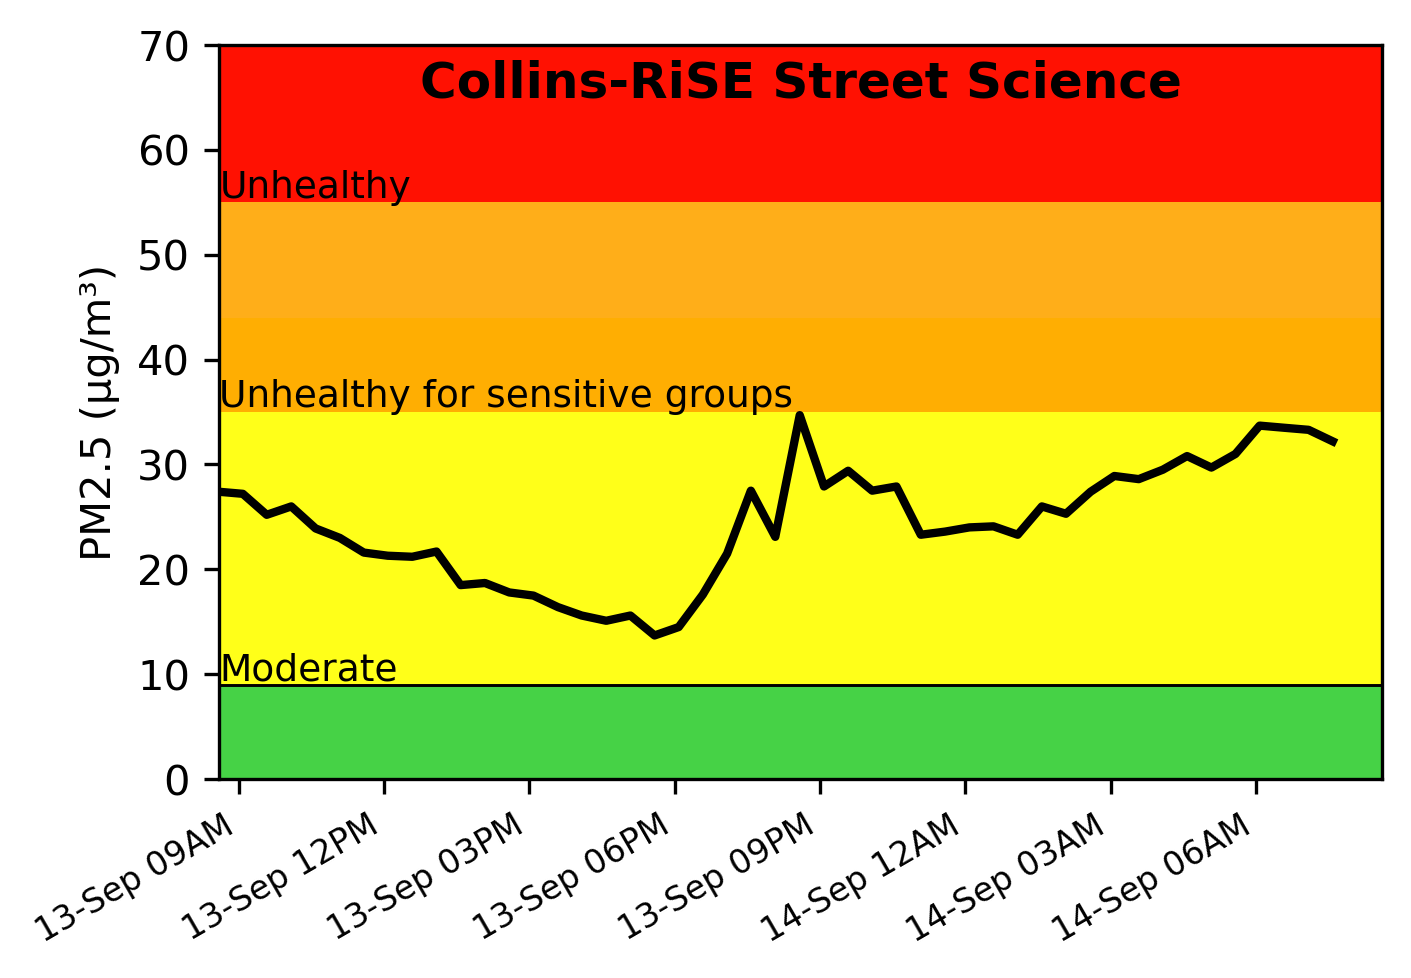 Collins-RiSE Street Science
70
60
50
40
30
20
10
0
PM2.5 (µg/m³)
Unhealthy
Unhealthy for sensitive groups
Moderate
13-Sep 09AM
13-Sep 12PM
13-Sep 03PM
13-Sep 06PM
13-Sep 09PM
14-Sep 12AM
14-Sep 03AM
14-Sep 06AM